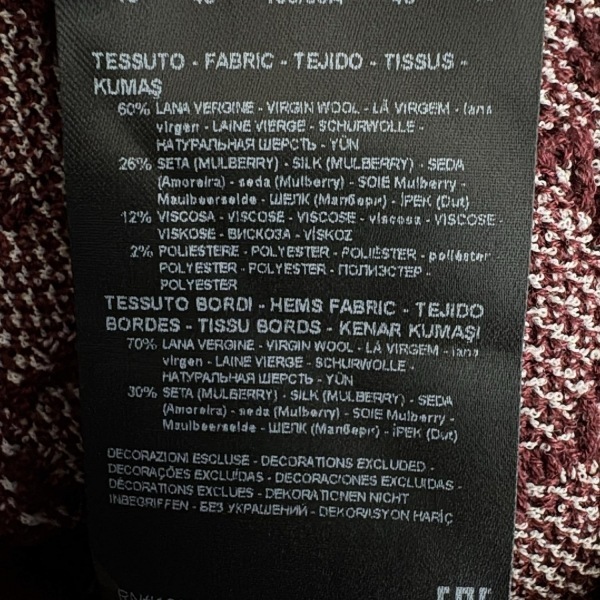 TESSUTO - FABRIC - TEJIDO - TISSUS -
KUMAŞ
60% LANA VERGINE - VIRGIN WOOL - LÃ VIRGEM - lana
virgen - LAINE VIERGE - SCHURWOLLE -
НАТУРАЛЬНАЯ ШЕРСТЬ - YÜN
26% SETA (MULBERRY) - SILK (MULBERRY) - SEDA
(Amoreira) - seda (Mulberry) - SOIE Mulberry -
Maulbeerseide - ШЕЛК (Манбери) - İPEK (Dut)
12% VISCOSA - VISCOSE - VISCOSE - viscosa - VISCOSE -
VISKOSE - ВИСКОЗА - VİSKOZ
2% POLIESTERE - POLYESTER - POLIÉSTER - poliéster
POLYESTER - POLYESTER - ПОЛИЭСТЕР -
POLYESTER
TESSUTO BORDI - HEMS FABRIC - TEJIDO
BORDES - TISSU BORDS - KENAR KUMAŞI
70% LANA VERGINE - VIRGIN WOOL - LÃ VIRGEM - lana
virgen - LAINE VIERGE - SCHURWOLLE -
НАТУРАЛЬНАЯ ШЕРСТЬ - YÜN
30% SETA (MULBERRY) - SILK (MULBERRY) - SEDA
(Amoreira) - seda (Mulberry) - SOIE Mulberry -
Maulbeerseide - ШЕЛК (Манбери) - İPEK (Dut)
DECORAZIONI ESCLUSE - DECORATIONS EXCLUDED -
DECORAÇÕES EXCLUÍDAS - DECORACIONES EXCLUIDAS -
DÉCORATIONS EXCLUES - DEKORATIONEN NICHT
INBEGRIFFEN - БЕЗ УКРАШЕНИЙ - DEKORASYON HARİÇ